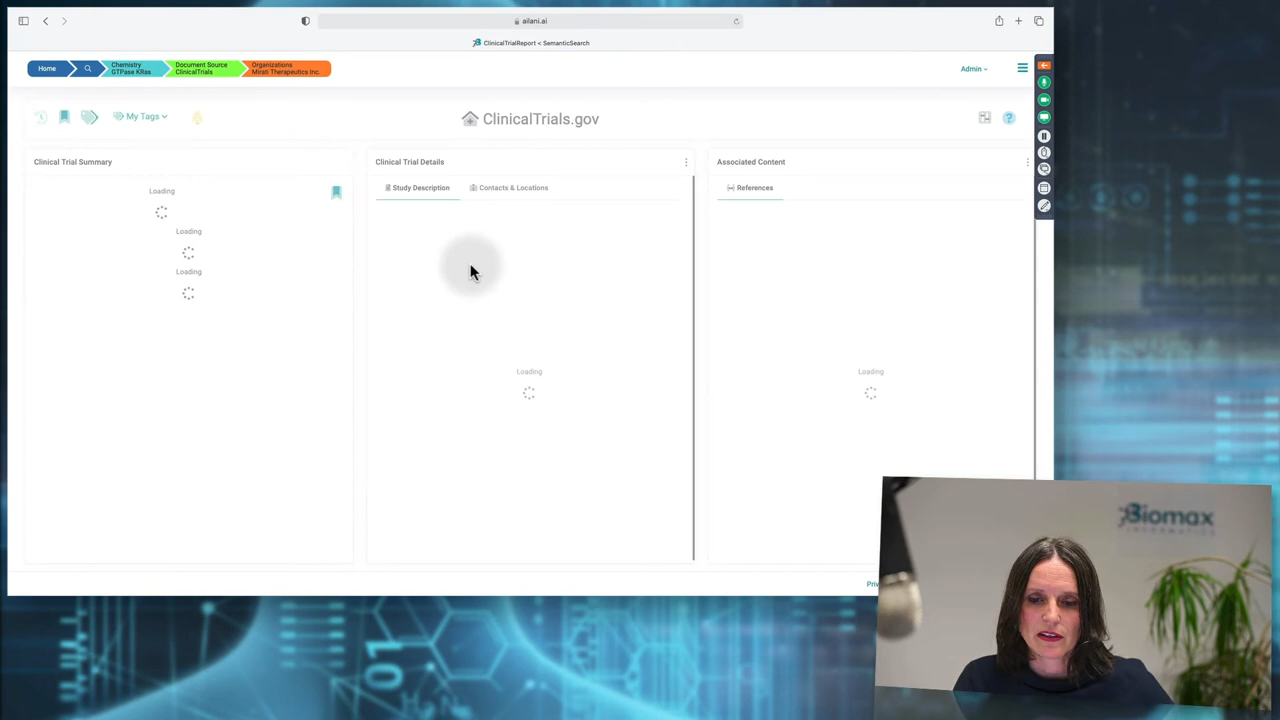 ailani.ai
ClinicalTrialReport < SemanticSearch
Home
Chemistry
GTPase KRas
Document Source
ClinicalTrials
Organizations
Mirati Therapeutics Inc.
Admin
My Tags
ClinicalTrials.gov
Clinical Trial Summary
Loading
Loading
Loading
Clinical Trial Details
Study Description
Contacts & Locations
Loading
Associated Content
References
Loading
Biomax
INFORMATICS
01